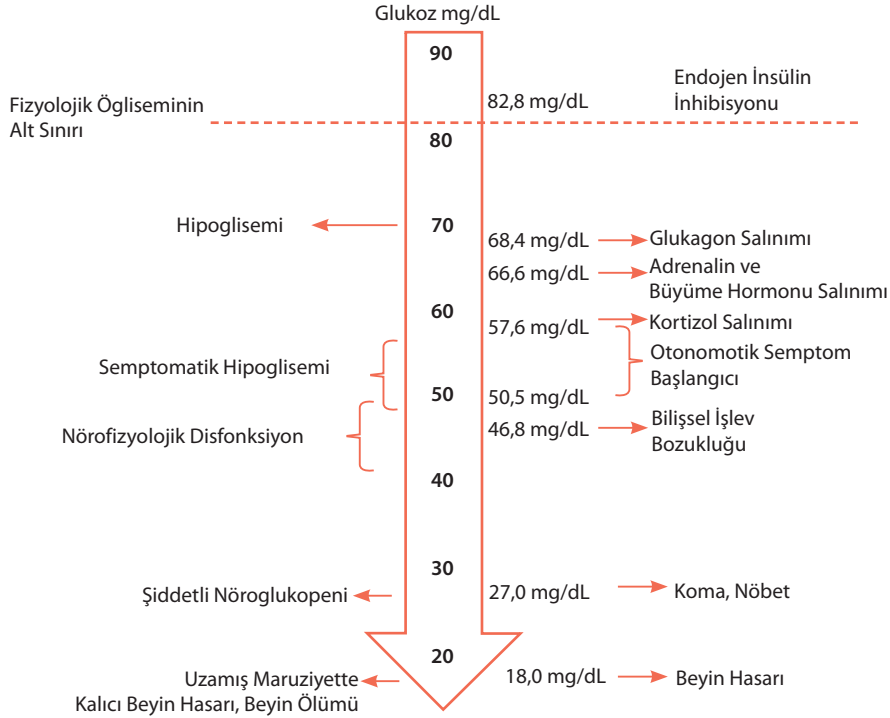 Glukoz mg/dL
90
Endojen İnsülin
İnhibisyonu
82,8 mg/dL
Fizyolojik Ögliseminin
Alt Sınırı
80
70
Hipoglisemi
68,4 mg/dL
Glukagon Salınımı
66,6 mg/dL
Adrenalin ve
Büyüme Hormonu Salınımı
60
57,6 mg/dL
Kortizol Salınımı
Otonomotik Semptom
Başlangıcı
Semptomatik Hipoglisemi
50
50,5 mg/dL
46,8 mg/dL
Bilişsel İşlev
Bozukluğu
Nörofizyolojik Disfonksiyon
40
30
Şiddetli Nöroglukopeni
27,0 mg/dL
Koma, Nöbet
20
Uzamış Maruziyette
Kalıcı Beyin Hasarı, Beyin Ölümü
18,0 mg/dL
Beyin Hasarı